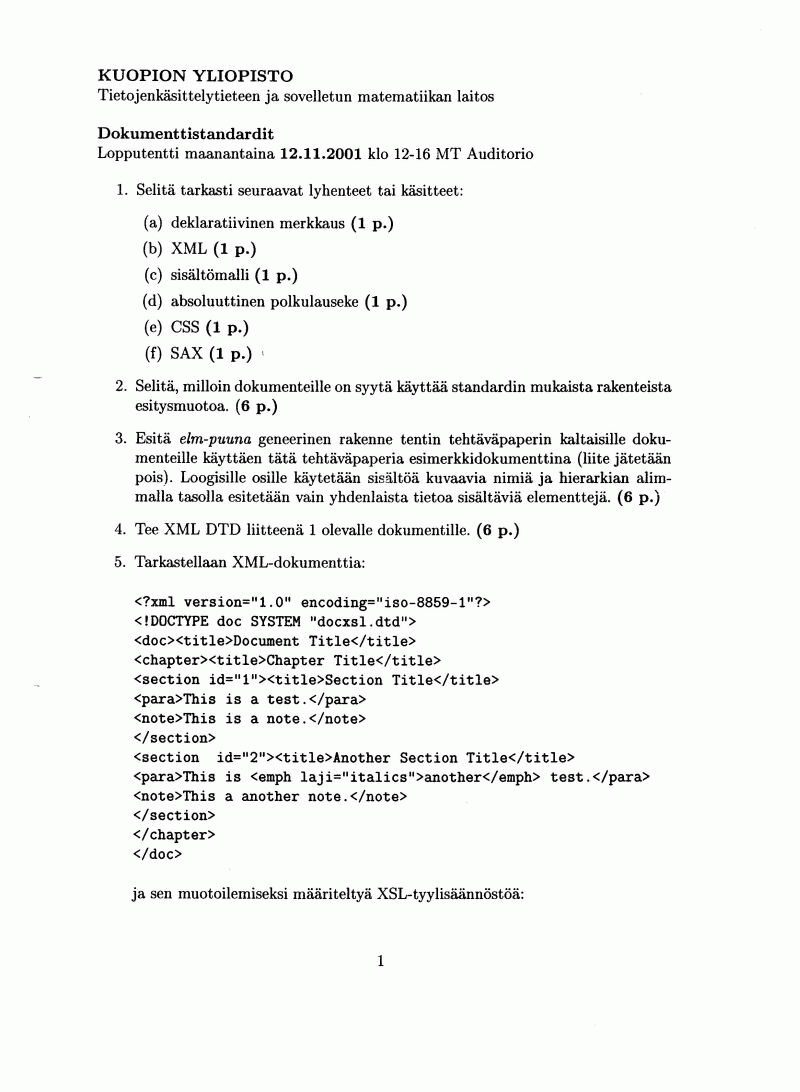 KUOPION YLIOPISTO
Tietojenkäsittelytieteen ja sovelletun matematiikan laitos
Dokumenttistandardit
Lopputentti maanantaina 12.11.2001 klo 12-16 MT Auditorio
1. Selitä tarkasti seuraavat lyhenteet tai käsitteet:
(a) deklaratiivinen merkkaus (1 p.)
(b) XML (1 p.)
(c) sisältömalli (1 p.)
(d) absoluuttinen polkulauseke (1 p.)
(e) CSS (1 p.)
(f) SAX (1 p.)
2. Selitä, milloin dokumenteille on syytä käyttää standardin mukaista rakenteista
esitysmuotoa. (6 p.)
3. Esitä elm-puuna geneerinen rakenne tentin tehtäväpaperin kaltaisille doku-
menteille käyttäen tätä tehtäväpaperia esimerkkidokumenttina (liite jätetään
pois). Loogisille osille käytetään sisältöä kuvaavia nimiä ja hierarkian alim-
malla tasolla esitetään vain yhdenlaista tietoa sisältäviä elementtejä. (6 p.)
4. Tee XML DTD liitteenä 1 olevalle dokumentille. (6 p.)
5. Tarkastellaan XML-dokumenttia:
<?xml version="1.0" encoding="iso-8859-1"?>
<!DOCTYPE doc SYSTEM "docxsl.dtd">
<doc><title>Document Title</title>
<chapter><title>Chapter Title</title>
<section id="1"><title>Section Title</title>
<para>This is a test.</para>
<note>This is a note.</note>
</section>
<section  id="2"><title>Another Section Title</title>
<para>This is <emph laji="italics">another</emph> test.</para>
<note>This a another note.</note>
</section>
</chapter>
</doc>
ja sen muotoilemiseksi määriteltyä XSL-tyylisäännöstöä:
1